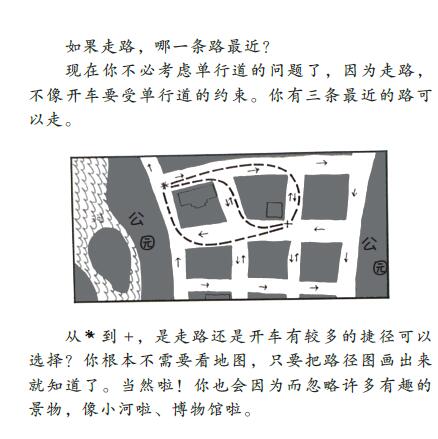 如果走路，哪一条路最近？
现在你不必考虑单行道的问题了，因为走路，
不像开车要受单行道的约束。你有三条最近的路可
以走。
公
园
公
园
从*到+，是走路还是开车有较多的捷径可以
选择？你根本不需要看地图，只要把路径图画出来
就知道了。当然啦！你也会因为而忽略许多有趣的
景物，像小河啦、博物馆啦。